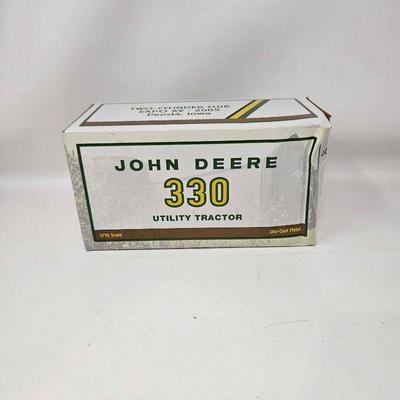 TWO-CYLINDER CLUB
EXPO XV - 2005
Peosta, Iowa
JOHN DEERE
330
UTILITY TRACTOR
1/16 Scale
Die-Cast Metal